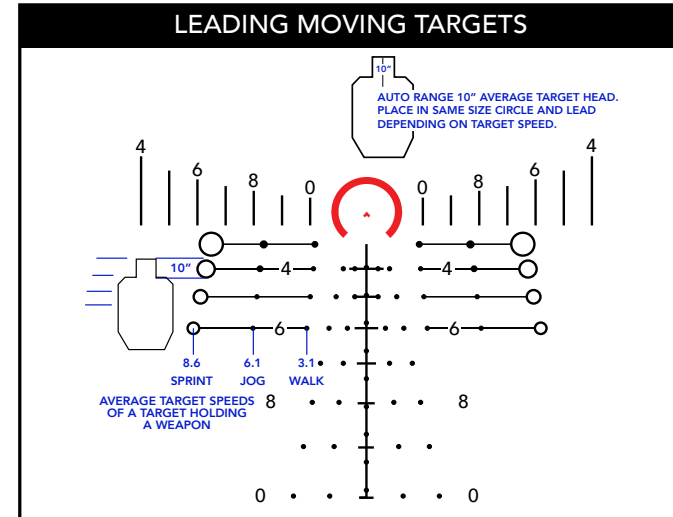 LEADING MOVING TARGETS
10"
AUTO RANGE 10" AVERAGE TARGET HEAD.
PLACE IN SAME SIZE CIRCLE AND LEAD
DEPENDING ON TARGET SPEED.
4 6 8 0 0 8 6 4
10" 4 4
6 6
8.6 6.1 3.1
SPRINT JOG WALK
AVERAGE TARGET SPEEDS
OF A TARGET HOLDING
A WEAPON
8 8
0 0